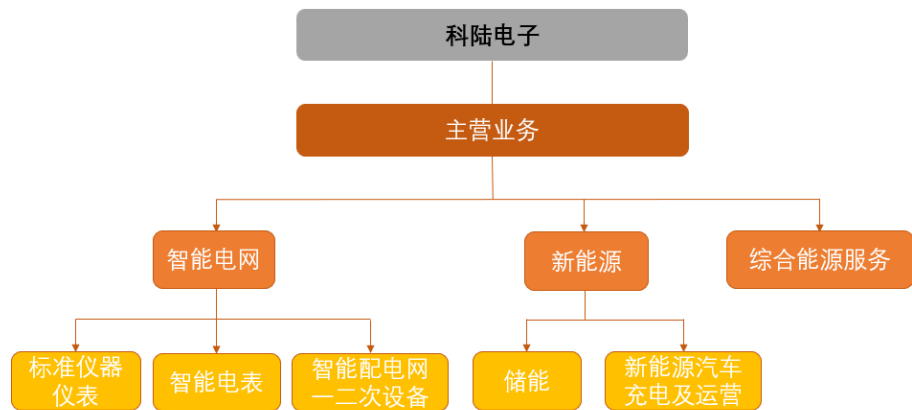 科陆电子
主营业务
智能电网
新能源
综合能源服务
标准仪器
仪表
智能电表
智能配电网
一二次设备
储能
新能源汽车
充电及运营